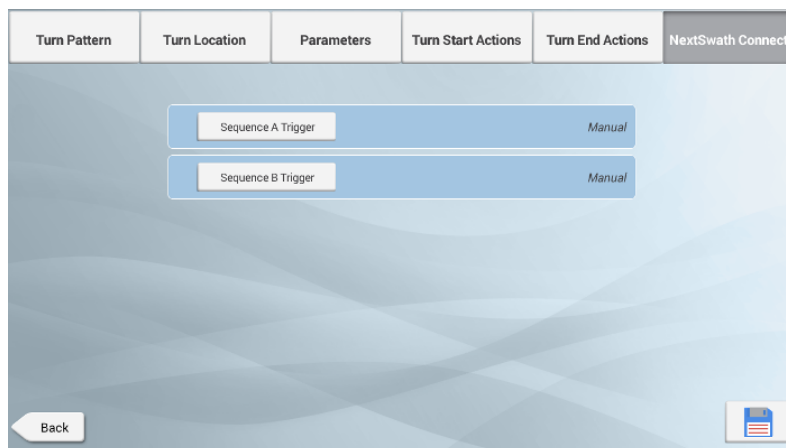 Turn Pattern
Turn Location
Parameters
Turn Start Actions
Turn End Actions
NextSwath Connect
Sequence A Trigger
Manual
Sequence B Trigger
Manual
Back